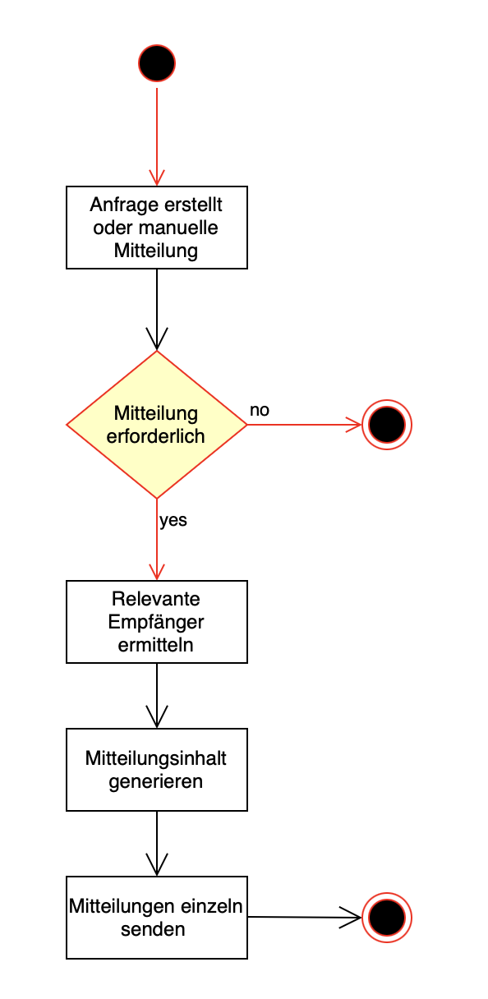 Anfrage erstellt
oder manuelle
Mitteilung
Mitteilung
erforderlich
no
yes
Relevante
Empfänger
ermitteln
Mitteilungsinhalt
generieren
Mitteilungen einzeln
senden